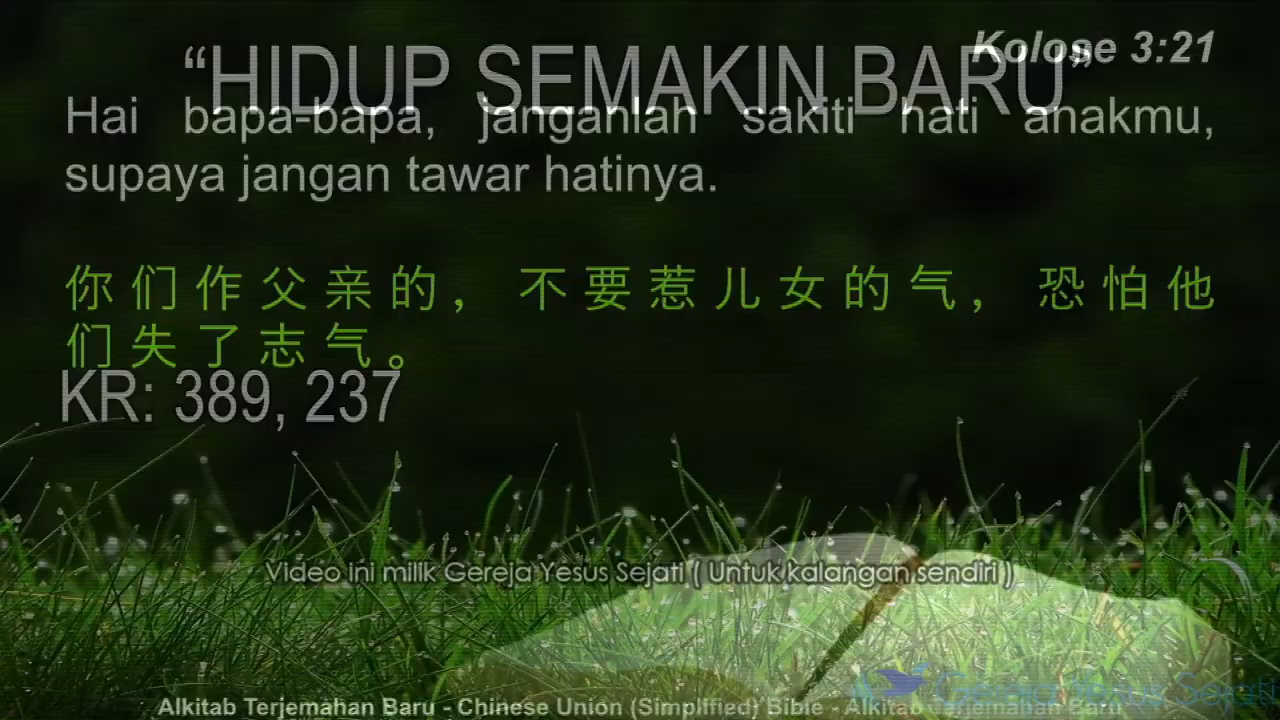 Kolose 3:21
“HIDUP SEMAKIN BARU”
Hai bapa-bapa, janganlah sakiti hati anakmu,
supaya jangan tawar hatinya.
你们作父亲的，不要惹儿女的气，恐怕他
们失了志气。
KR: 389, 237
Video ini milik Gereja Yesus Sejati ( Untuk kalangan sendiri )
Gereja Yesus Sejati
Alkitab Terjemahan Baru - Chinese Union (Simplified) Bible - Alkitab Terjemahan Baru